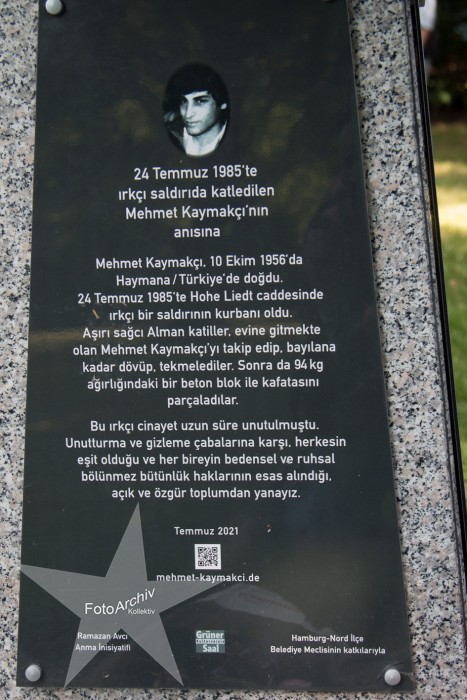 24 Temmuz 1985'te
ırkçı saldırıda katledilen
Mehmet Kaymakçı'nın
anısına
Mehmet Kaymakçı, 10 Ekim 1956'da
Haymana/Türkiye'de doğdu.
24 Temmuz 1985'te Hohe Liedt caddesinde
ırkçı bir saldırının kurbanı oldu.
Aşırı sağcı Alman katiller, evine gitmekte
olan Mehmet Kaymakçı'yı takip edip, bayılana
kadar dövüp, tekmelediler. Sonra da 94 kg
ağırlığındaki bir beton blok ile kafatasını
parçaladılar.
Bu ırkçı cinayet uzun süre unutulmuştu.
Unutturma ve gizleme çabalarına karşı, herkesin
eşit olduğu ve her bireyin bedensel ve ruhsal
bölünmez bütünlük haklarının esas alındığı,
açık ve özgür toplumdan yanayız.
Temmuz 2021
mehmet-kaymakci.de
FotoArchiv
Kollektiv
Ramazan Avcı
Anma İnisiyatifi
Grüner
Saal
Hamburg-Nord İlçe
Belediye Meclisinin katkılarıyla